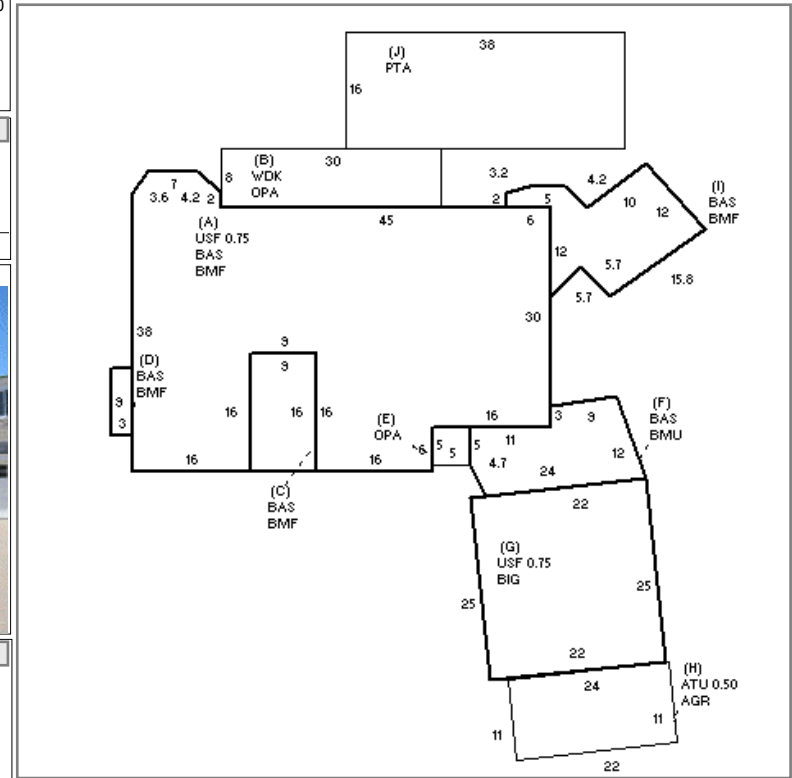 0
(J)
PTA
38
16
(B)
WDK
OPA
30
8
3.2
4.2
(I)
BAS
BMF
7
3.6 4.2 2
2
5
10
12
(A)
USF 0.75
BAS
BMF
45
6
12
5.7
5.7
15.8
30
38
9
9
(D)
BAS
BMF
9
3
16
16
16
(E)
OPA
16
3
9
(F)
BAS
BMU
6
5
5
5
11
16
16
4.7
12
24
(C)
BAS
BMF
22
(G)
USF 0.75
BIG
25
25
22
(H)
ATU 0.50
AGR
24
11
11
22